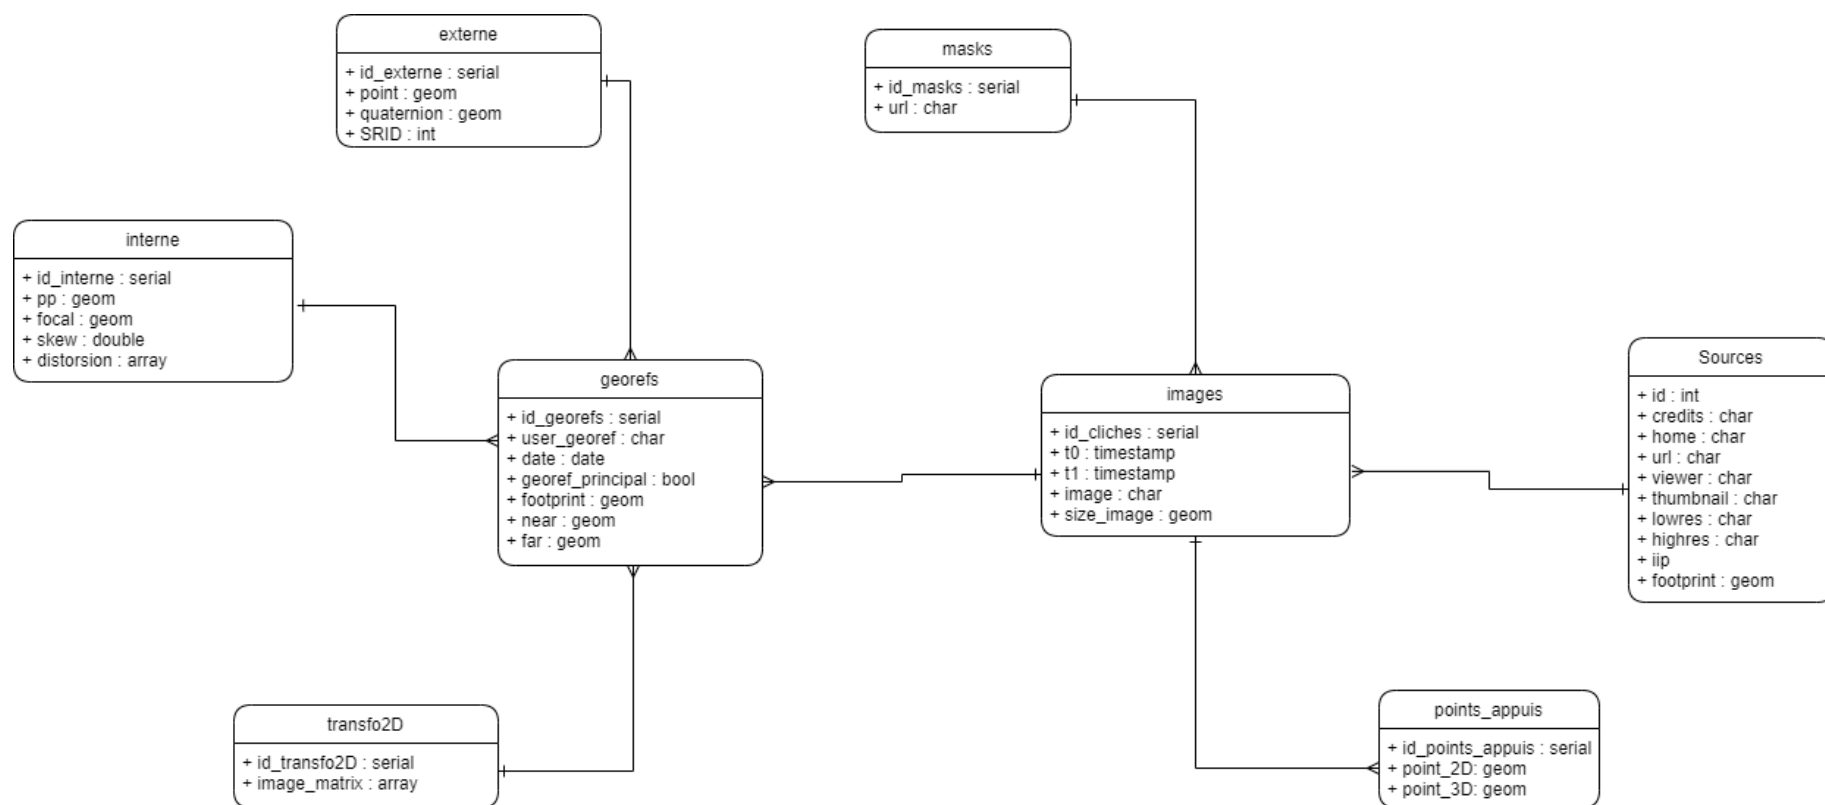 externe
+ id_externe : serial
+ point : geom
+ quaternion : geom
+ SRID : int
masks
+ id_masks : serial
+ url : char
interne
+ id_interne : serial
+ pp : geom
+ focal : geom
+ skew : double
+ distorsion : array
georefs
+ id_georefs : serial
+ user_georef : char
+ date : date
+ georef_principal : bool
+ footprint : geom
+ near : geom
+ far : geom
images
+ id_cliches : serial
+ t0 : timestamp
+ t1 : timestamp
+ image : char
+ size_image : geom
Sources
+ id : int
+ credits : char
+ home : char
+ url : char
+ viewer : char
+ thumbnail : char
+ lowres : char
+ highres : char
+ iip
+ footprint : geom
transfo2D
+ id_transfo2D : serial
+ image_matrix : array
points_appuis
+ id_points_appuis : serial
+ point_2D: geom
+ point_3D: geom